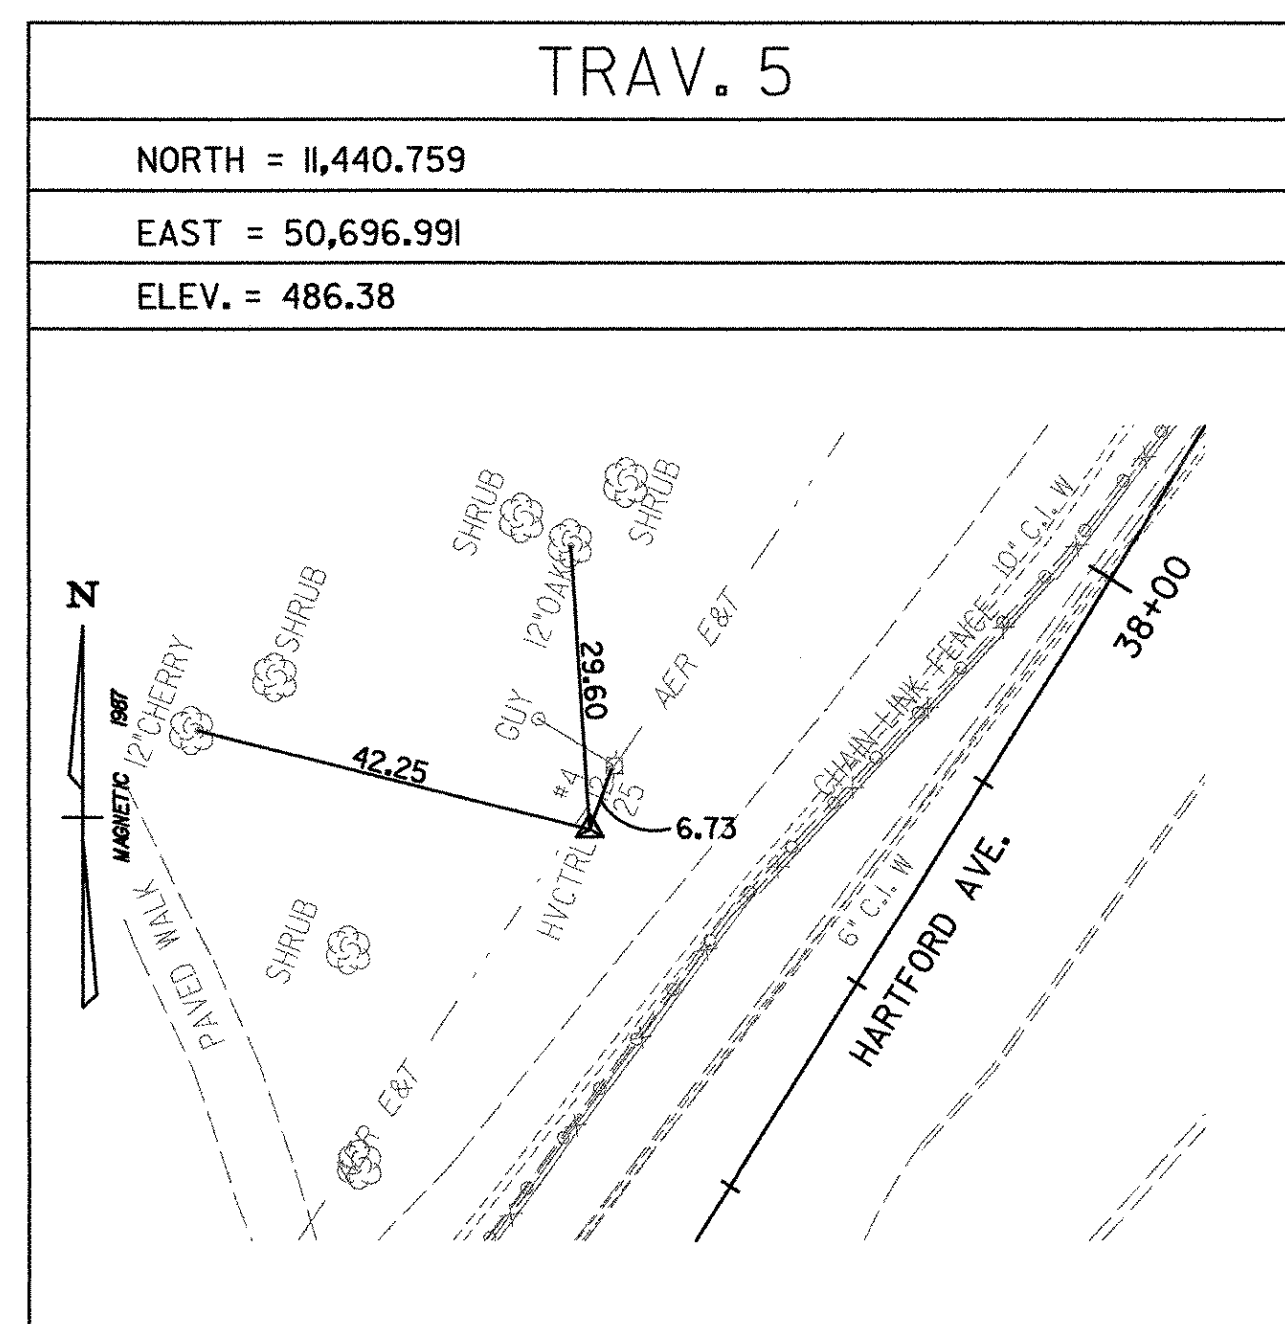 TRAV. 5
NORTH = 11,440.759
EAST = 50,696.991
ELEV. = 486.38
SHRUB
SHRUB
12"OAK
SHRUB
N
12"CHERRY
MAGNETIC 1987
GUY
29.60
AER E&T
10" C.I. W
38+00
CHAIN LINK FENCE
42.25
#4
25
6.73
HVCTRL
6" C.I. W
HARTFORD AVE.
PAVED WALK
SHRUB
E&T